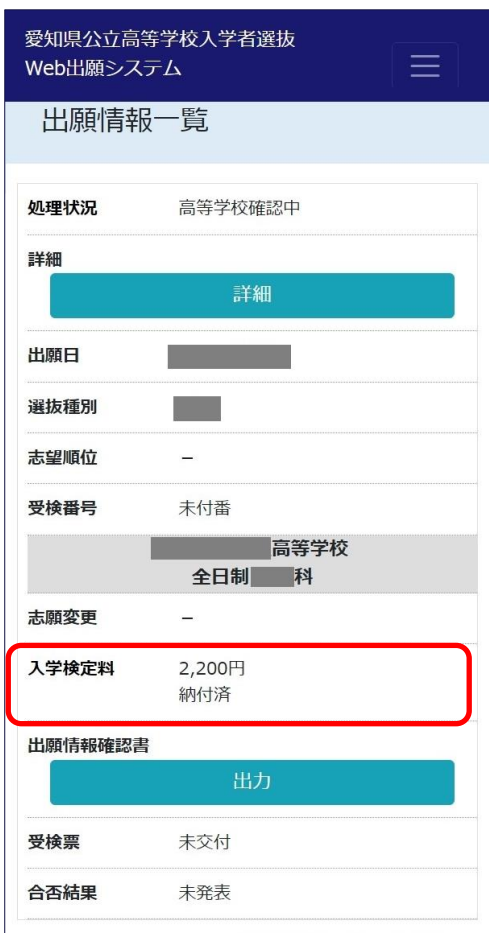 愛知県公立高等学校入学者選抜
Web出願システム
出願情報一覧
処理状況 高等学校確認中
詳細
詳細
出願日
選抜種別
志望順位 −
受検番号 未付番
高等学校
全日制 科
志願変更 −
入学検定料 2,200円
納付済
出願情報確認書
出力
受検票 未交付
合否結果 未発表